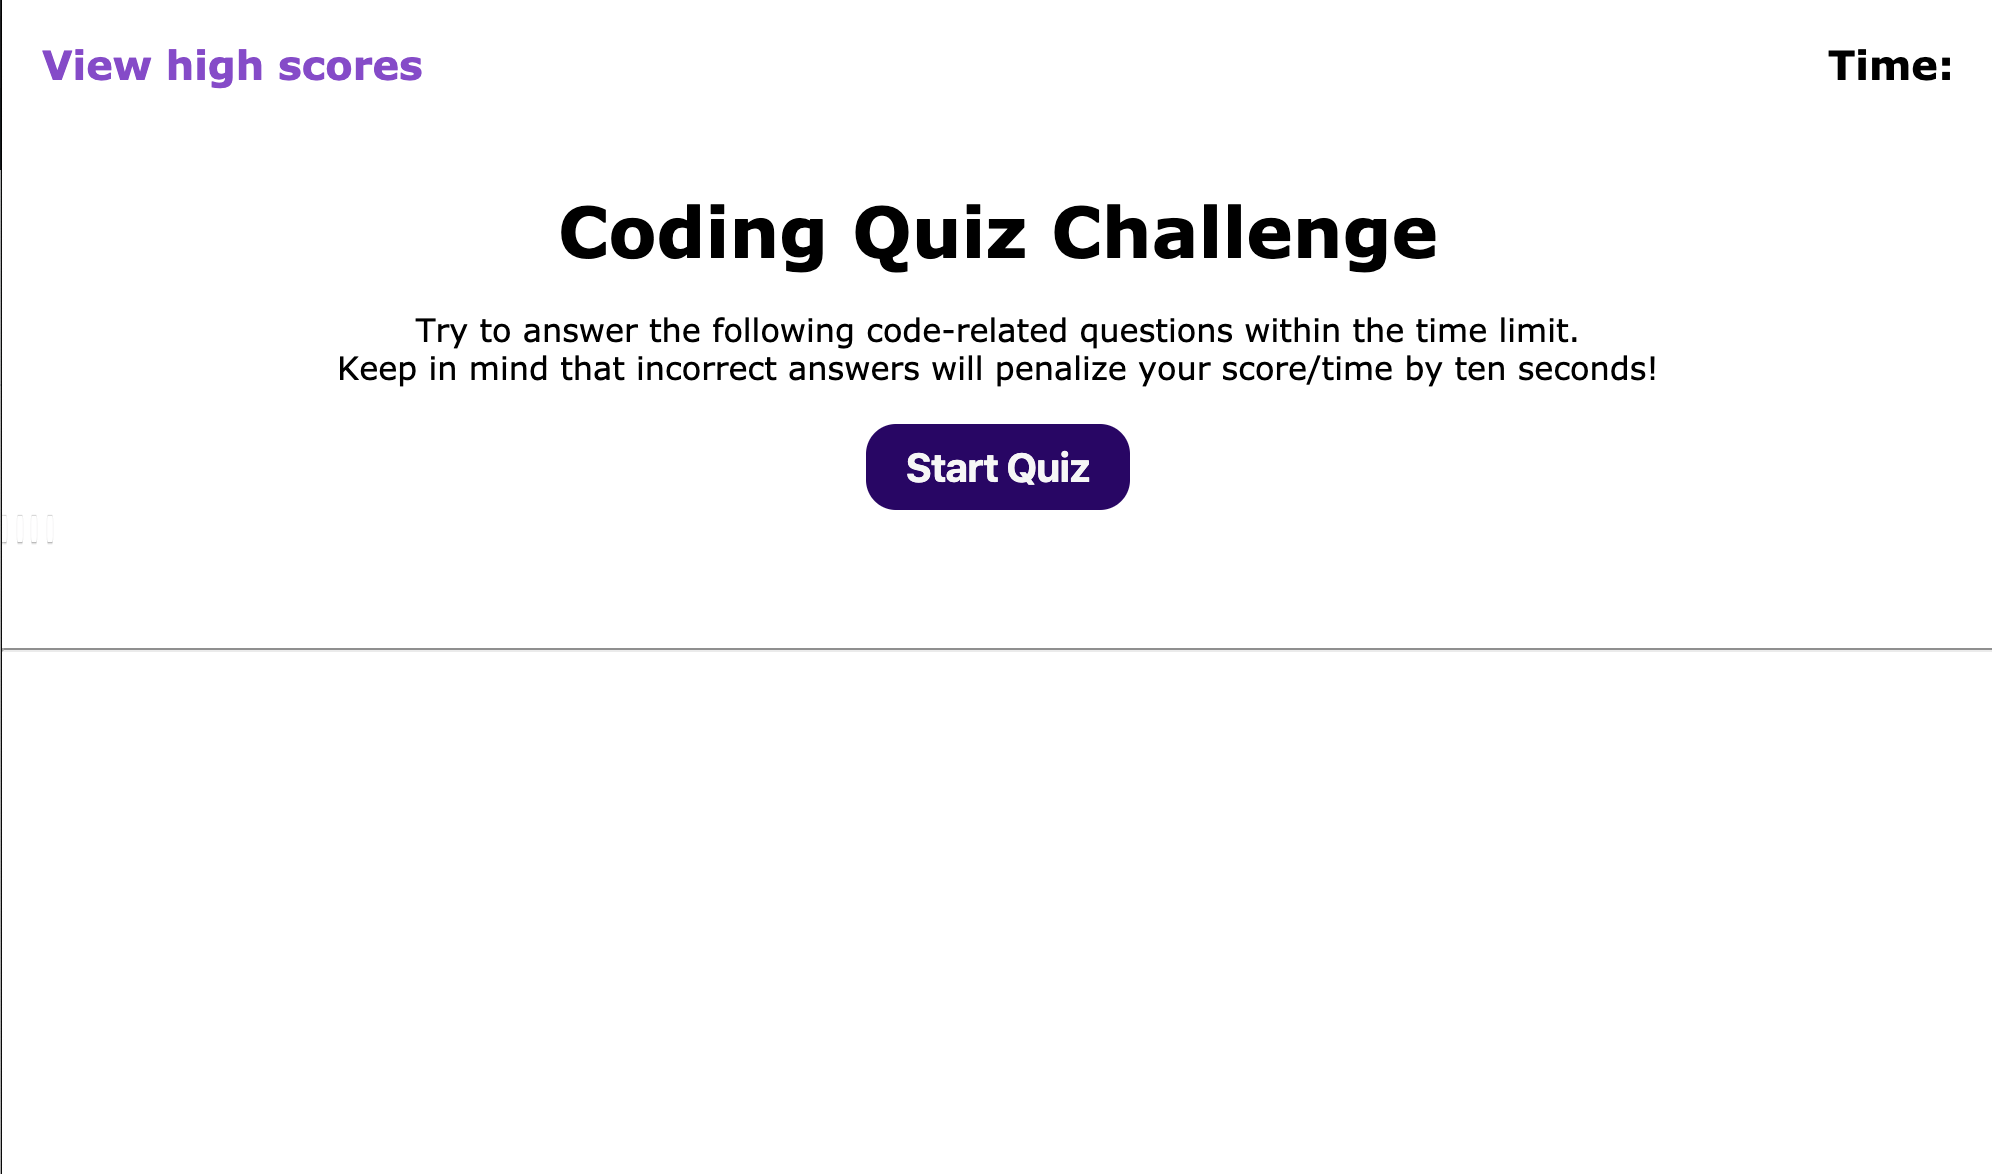 View high scores
Time:
Coding Quiz Challenge
Try to answer the following code-related questions within the time limit.
Keep in mind that incorrect answers will penalize your score/time by ten seconds!
Start Quiz